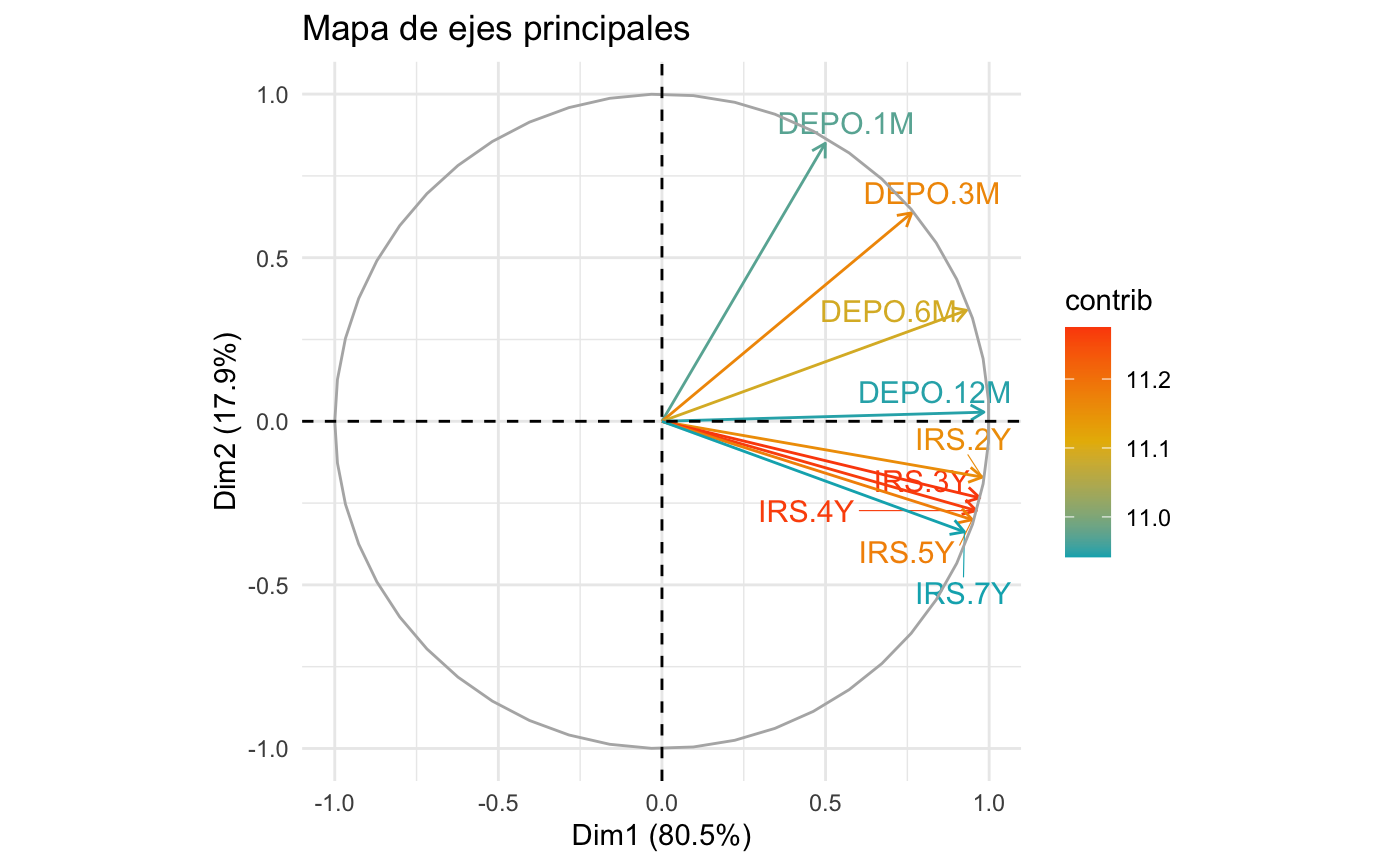 Mapa de ejes principales
1.0
0.5
0.0
-0.5
-1.0
Dim2 (17.9%)
DEPO.1M
DEPO.3M
DEPO.6M
DEPO.12M
IRS.2Y
IRS.3Y
IRS.4Y
IRS.5Y
IRS.7Y
-1.0
-0.5
0.0
0.5
1.0
Dim1 (80.5%)
contrib
11.2
11.1
11.0